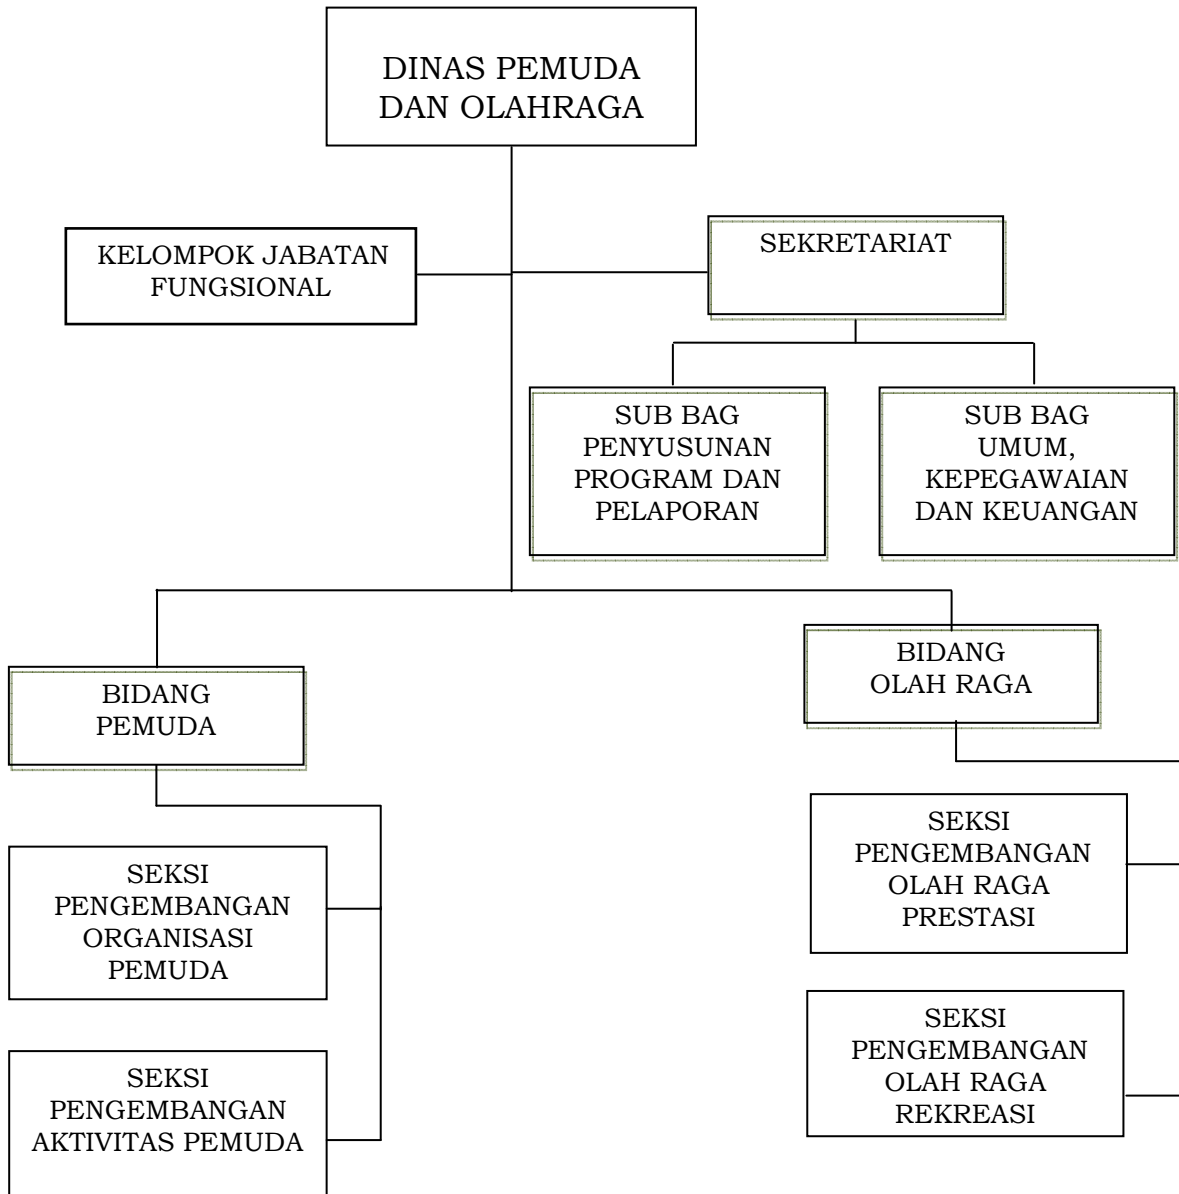 DINAS PEMUDA
DAN OLAHRAGA
KELOMPOK JABATAN
FUNGSIONAL
SEKRETARIAT
SUB BAG
PENYUSUNAN
PROGRAM DAN
PELAPORAN
SUB BAG
UMUM,
KEPEGAWAIAN
DAN KEUANGAN
BIDANG
PEMUDA
BIDANG
OLAH RAGA
SEKSI
PENGEMBANGAN
ORGANISASI
PEMUDA
SEKSI
PENGEMBANGAN
AKTIVITAS PEMUDA
SEKSI
PENGEMBANGAN
OLAH RAGA
PRESTASI
SEKSI
PENGEMBANGAN
OLAH RAGA
REKREASI